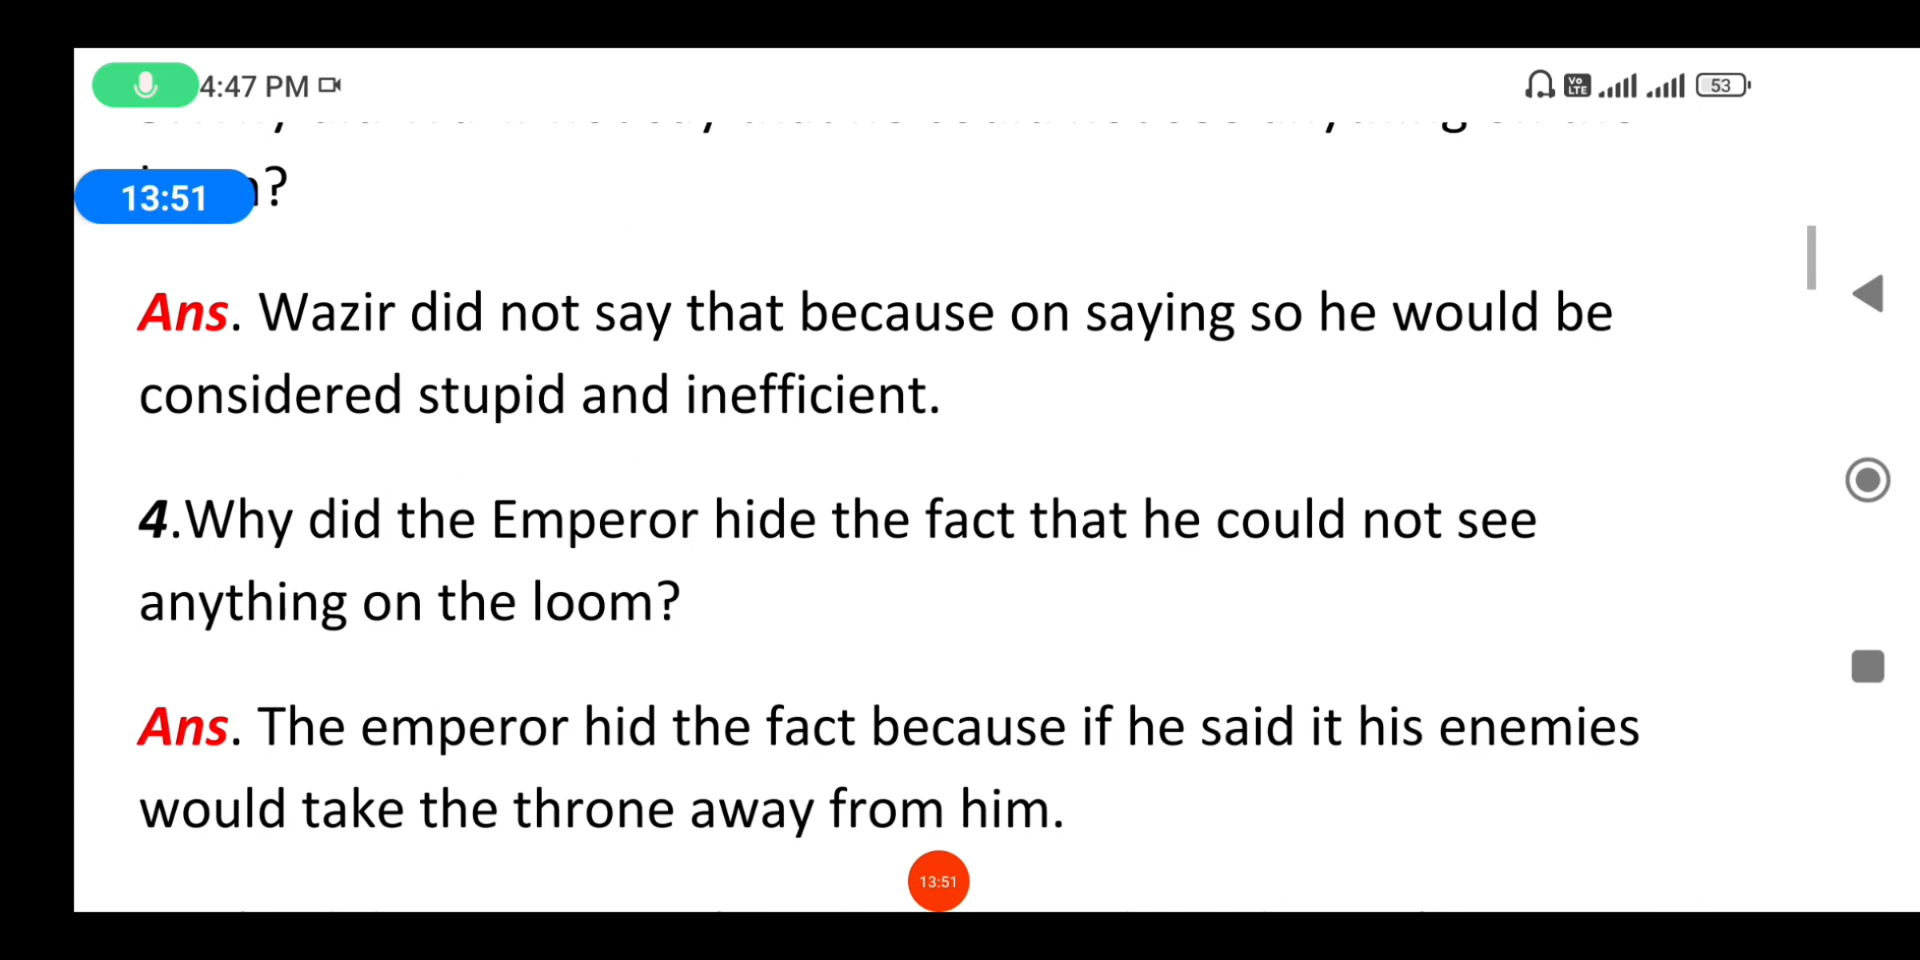 4:47 PM
Vo LTE
53
13:51
?
Ans. Wazir did not say that because on saying so he would be
considered stupid and inefficient.
4.Why did the Emperor hide the fact that he could not see
anything on the loom?
Ans. The emperor hid the fact because if he said it his enemies
would take the throne away from him.
13:51